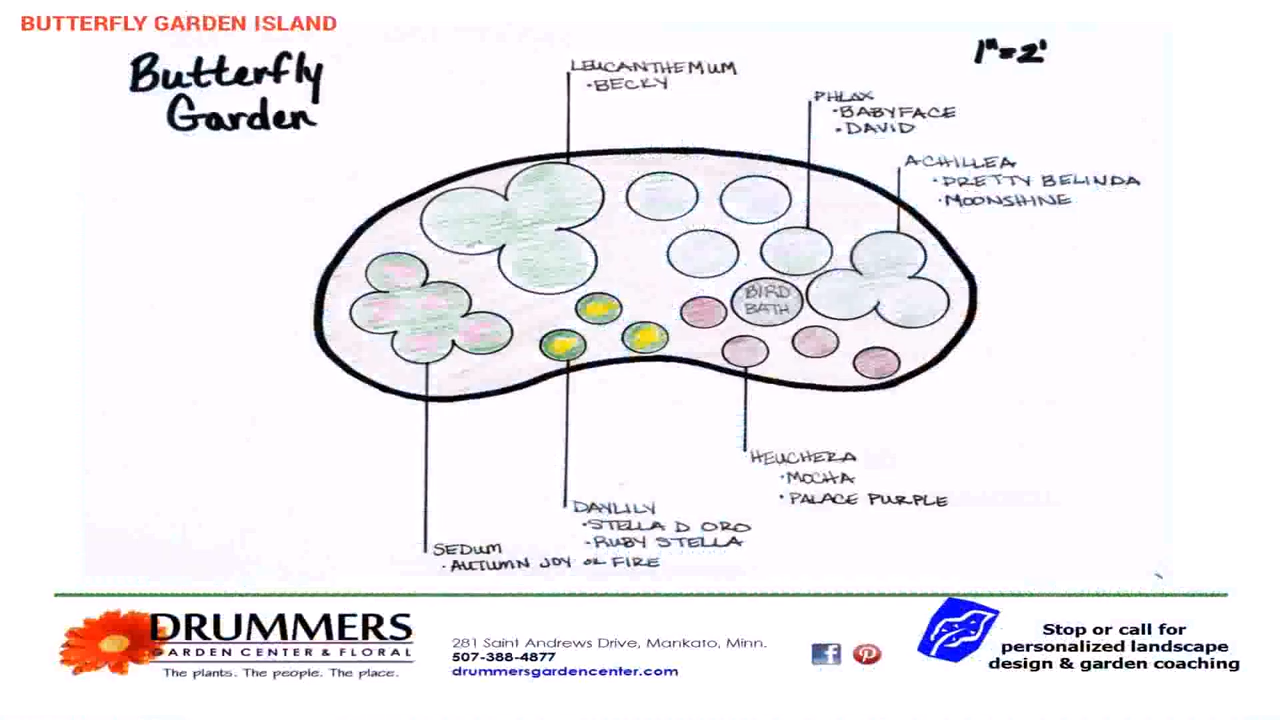 BUTTERFLY GARDEN ISLAND
Butterfly
Garden
1"=2'
LEUCANTHEMUM
·BECKY
PHLOX
·BABYFACE
·DAVID
ACHILLEA
·PRETTY BELINDA
·MOONSHINE
BIRD
BATH
HEUCHERA
·MOCHA
·PALACE PURPLE
DAYLILY
·STELLA D ORO
·RUBY STELLA
SEDUM
·AUTUMN JOY OR FIRE
DRUMMERS
GARDEN CENTER & FLORAL
The plants. The people. The place.
281 Saint Andrews Drive, Mankato, Minn.
507-388-4877
drummersgardencenter.com
Stop or call for
personalized landscape
design & garden coaching